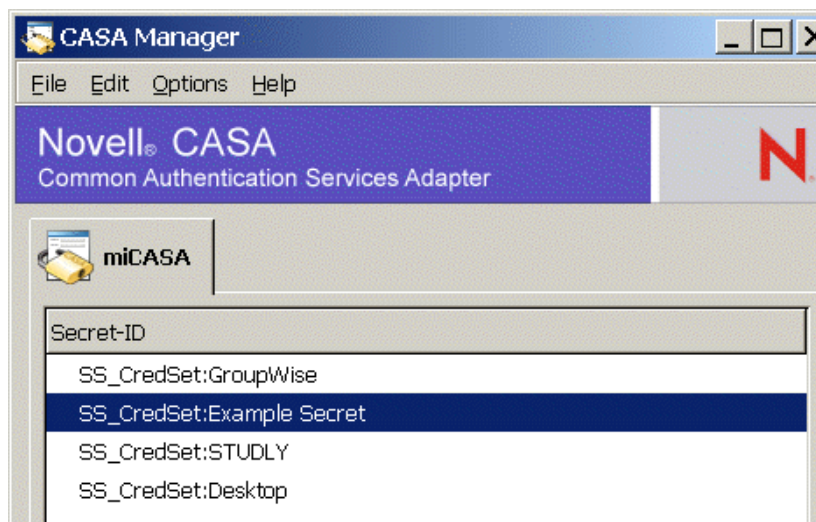 CASA Manager
File Edit Options Help
Novell® CASA
Common Authentication Services Adapter
N
miCASA
Secret-ID
SS_CredSet:GroupWise
SS_CredSet:Example Secret
SS_CredSet:STUDLY
SS_CredSet:Desktop